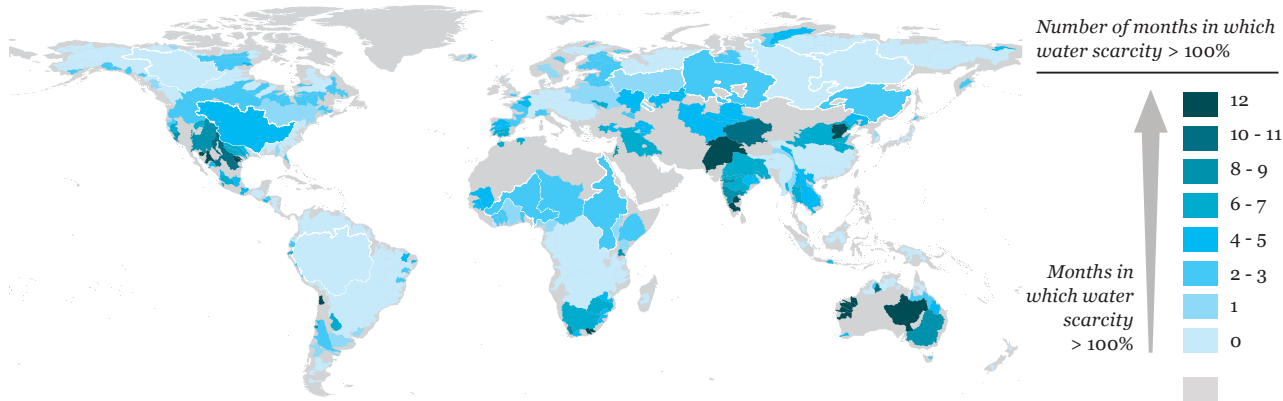 Number of months in which
water scarcity > 100%
12
10 - 11
8 - 9
6 - 7
4 - 5
2 - 3
1
0
Months in
which water
scarcity
> 100%